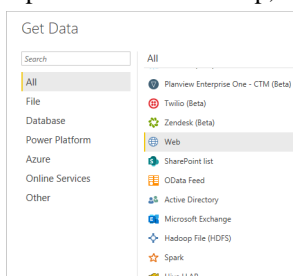 Get Data
Search
All
File
Database
Power Platform
Azure
Online Services
Other
All
Planview Enterprise One - CTM (Beta)
Twilio (Beta)
Zendesk (Beta)
Web
SharePoint list
OData Feed
Active Directory
Microsoft Exchange
Hadoop File (HDFS)
Spark